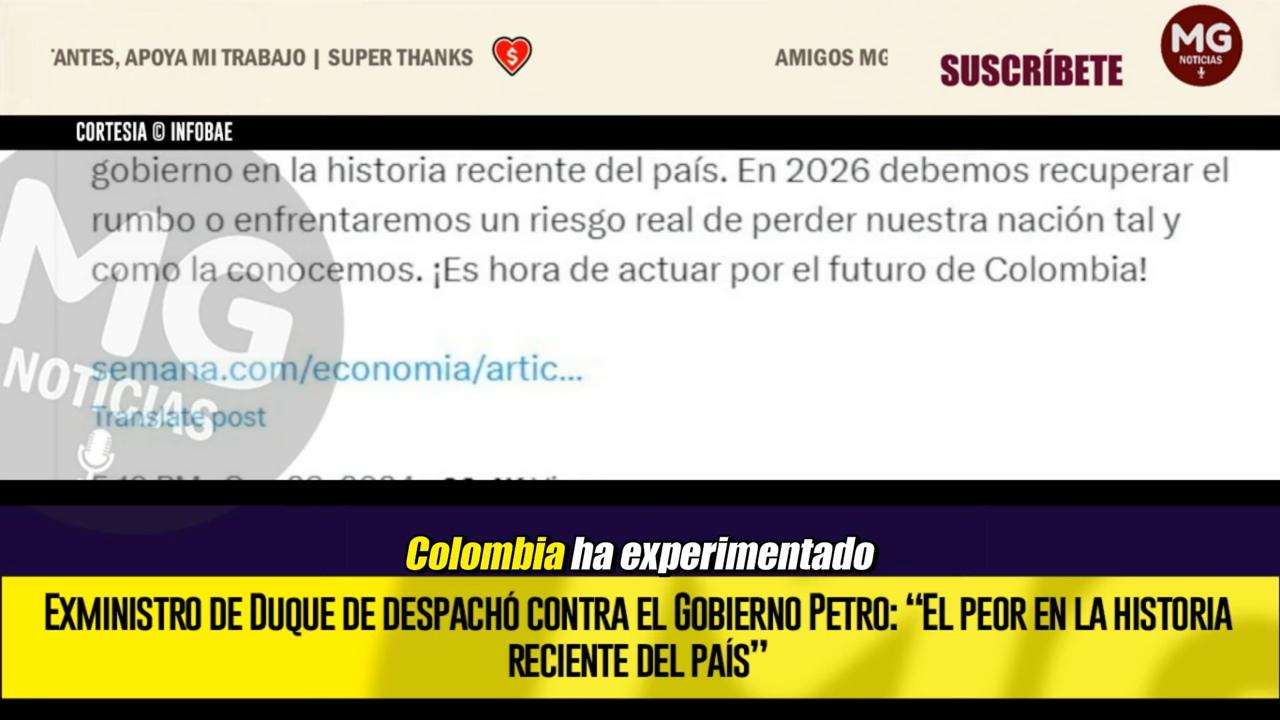 'ANTES, APOYA MI TRABAJO | SUPER THANKS
AMIGOS MG
SUSCRÍBETE
MG
NOTICIAS
CORTESIA © INFOBAE
gobierno en la historia reciente del país. En 2026 debemos recuperar el
rumbo o enfrentaremos un riesgo real de perder nuestra nación tal y
como la conocemos. ¡Es hora de actuar por el futuro de Colombia!
semana.com/economia/artic...
Translate post
MG
NOTICIAS
Colombia ha experimentado
EXMINISTRO DE DUQUE DE DESPACHÓ CONTRA EL GOBIERNO PETRO: “EL PEOR EN LA HISTORIA
RECIENTE DEL PAÍS”